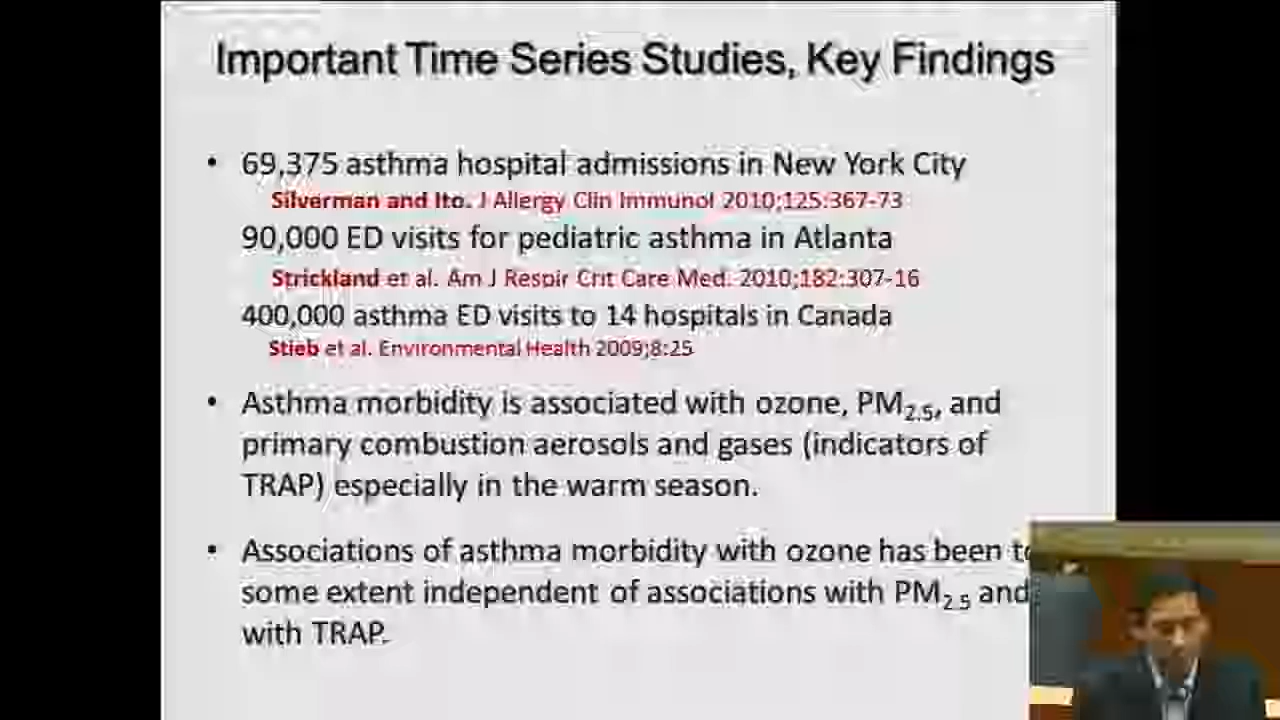 Important Time Series Studies, Key Findings
• 69,375 asthma hospital admissions in New York City
Silverman and Ito. J Allergy Clin Immunol 2010;125:367-73
90,000 ED visits for pediatric asthma in Atlanta
Strickland et al. Am J Respir Crit Care Med. 2010;182:307-16
400,000 asthma ED visits to 14 hospitals in Canada
Stieb et al. Environmental Health 2009;8:25
• Asthma morbidity is associated with ozone, PM2.5, and
primary combustion aerosols and gases (indicators of
TRAP) especially in the warm season.
• Associations of asthma morbidity with ozone has been to
some extent independent of associations with PM2.5 and
with TRAP.